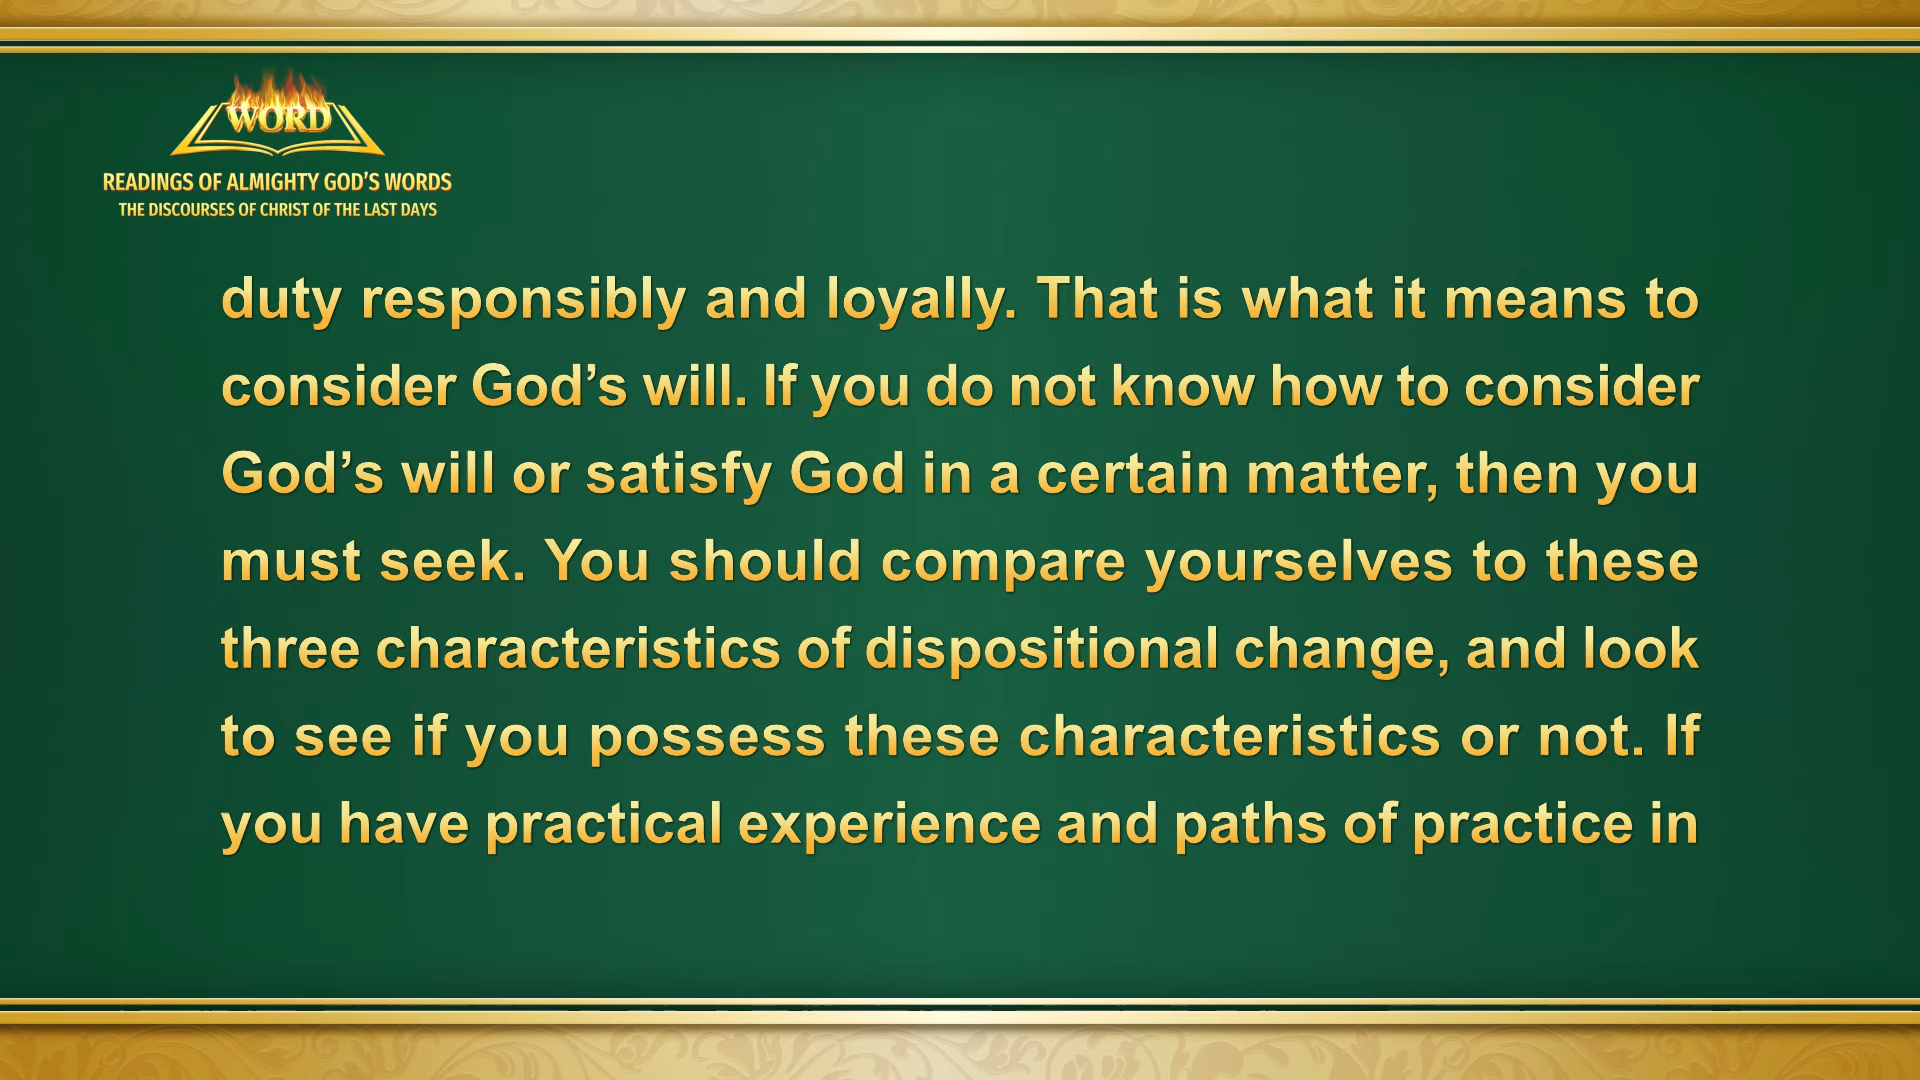 WORD
READINGS OF ALMIGHTY GOD’S WORDS
THE DISCOURSES OF CHRIST OF THE LAST DAYS
duty responsibly and loyally. That is what it means to
consider God’s will. If you do not know how to consider
God’s will or satisfy God in a certain matter, then you
must seek. You should compare yourselves to these
three characteristics of dispositional change, and look
to see if you possess these characteristics or not. If
you have practical experience and paths of practice in